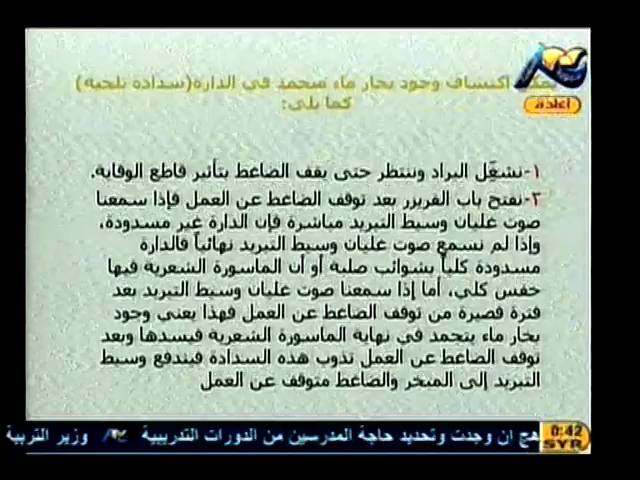 يمكن اكتشاف وجود بخار ماء متجمد في الدارة(سدادة ثلجية)
كما يلي:
إعادة
١-نشغّل البراد وننتظر حتى يقف الضاغط بتأثير قاطع الوقاية.
٢-نفتح باب الفريزر بعد توقف الضاغط عن العمل فإذا سمعنا
صوت غليان وسيط التبريد مباشرة فإن الدارة غير مسدودة،
وإذا لم نسمع صوت غليان وسيط التبريد نهائياً فالدارة
مسدودة كلياً بشوائب صلبة أو أن الماسورة الشعرية فيها
خفس كلي، أما إذا سمعنا صوت غليان وسيط التبريد بعد
فترة قصيرة من توقف الضاغط عن العمل فهذا يعني وجود
بخار ماء يتجمد في نهاية الماسورة الشعرية فيسدها وبعد
توقف الضاغط عن العمل تذوب هذه السدادة فيندفع وسيط
التبريد إلى المبخر والضاغط متوقف عن العمل
هج ان وجدت وتحديد حاجة المدرسين من الدورات التدريبية وزير التربية
0:42
SYR